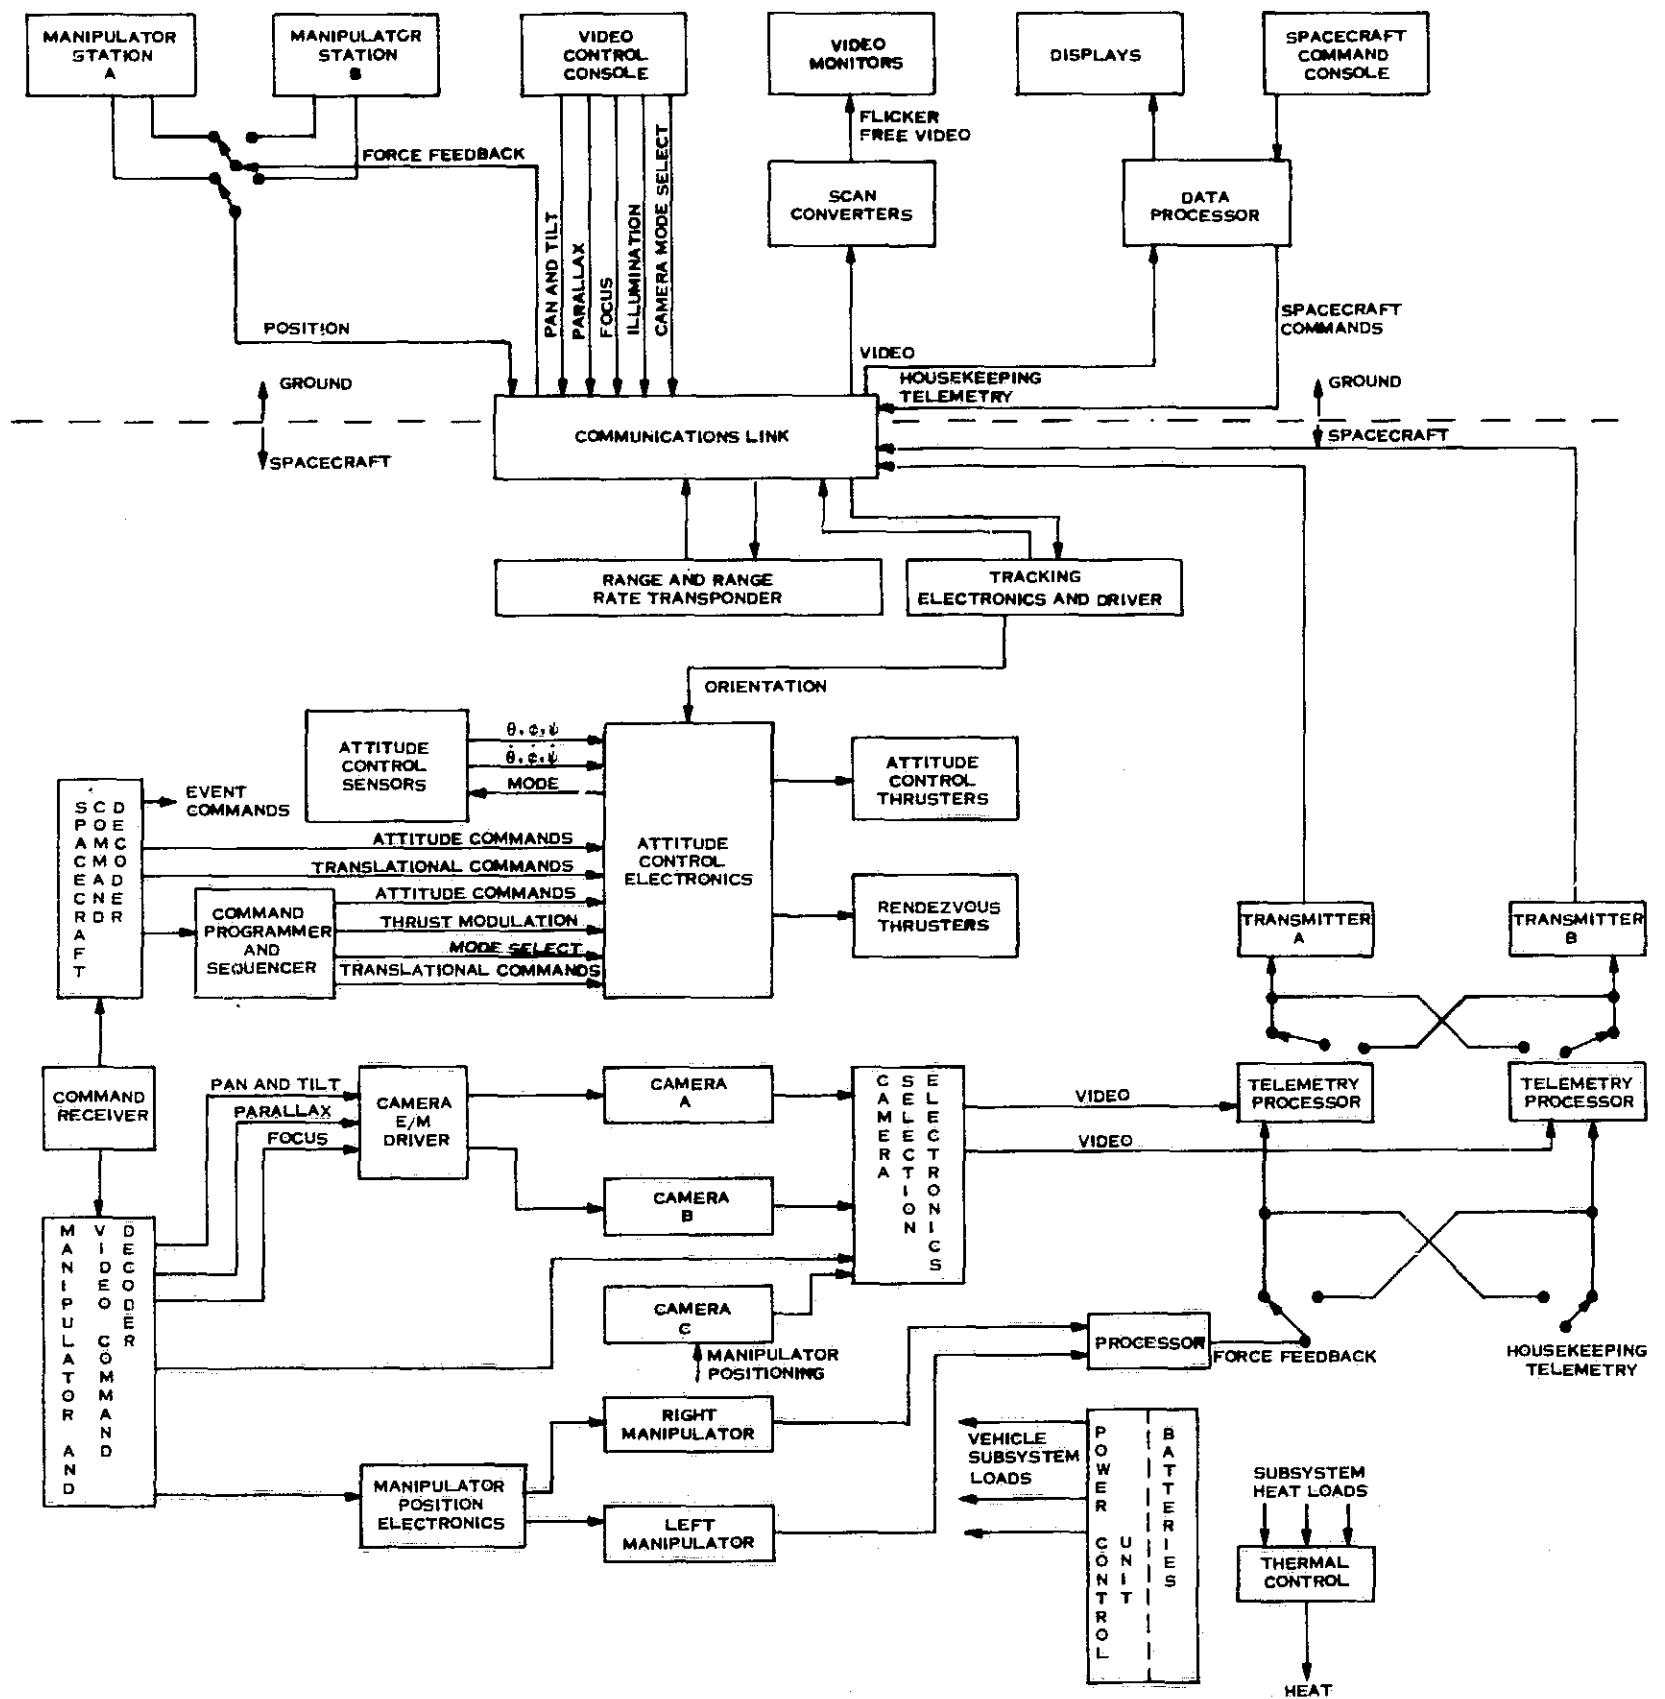 MANIPULATOR
STATION
A
MANIPULATOR
STATION
B
VIDEO
CONTROL
CONSOLE
VIDEO
MONITORS
DISPLAYS
SPACECRAFT
COMMAND
CONSOLE
FLICKER
FREE VIDEO
FORCE FEEDBACK
SCAN
CONVERTERS
DATA
PROCESSOR
PAN AND TILT
PARALLAX
FOCUS
ILLUMINATION
CAMERA MODE SELECT
POSITION
SPACECRAFT
COMMANDS
VIDEO
HOUSEKEEPING
TELEMETRY
GROUND
GROUND
COMMUNICATIONS LINK
SPACECRAFT
SPACECRAFT
RANGE AND RANGE
RATE TRANSPONDER
TRACKING
ELECTRONICS AND DRIVER
ORIENTATION
ATTITUDE
CONTROL
SENSORS
θ, φ, ψ
θ̇, φ̇, ψ̇
MODE
ATTITUDE
CONTROL
THRUSTERS
SPACECRAFT
COMMAND
DECODER
EVENT
COMMANDS
ATTITUDE COMMANDS
TRANSLATIONAL COMMANDS
ATTITUDE COMMANDS
THRUST MODULATION
MODE SELECT
TRANSLATIONAL COMMANDS
ATTITUDE
CONTROL
ELECTRONICS
COMMAND
PROGRAMMER
AND
SEQUENCER
RENDEZVOUS
THRUSTERS
TRANSMITTER
A
TRANSMITTER
B
COMMAND
RECEIVER
PAN AND TILT
PARALLAX
FOCUS
CAMERA
E/M
DRIVER
CAMERA
A
CAMERA
B
CAMERA
SELECTION
ELECTRONICS
VIDEO
VIDEO
TELEMETRY
PROCESSOR
TELEMETRY
PROCESSOR
MANIPULATOR AND
VIDEO COMMAND
DECODER
CAMERA
C
MANIPULATOR
POSITIONING
PROCESSOR
FORCE FEEDBACK
HOUSEKEEPING
TELEMETRY
RIGHT
MANIPULATOR
MANIPULATOR
POSITION
ELECTRONICS
LEFT
MANIPULATOR
VEHICLE
SUBSYSTEM
LOADS
POWER CONTROL
UNIT
BATTERIES
SUBSYSTEM
HEAT LOADS
THERMAL
CONTROL
HEAT